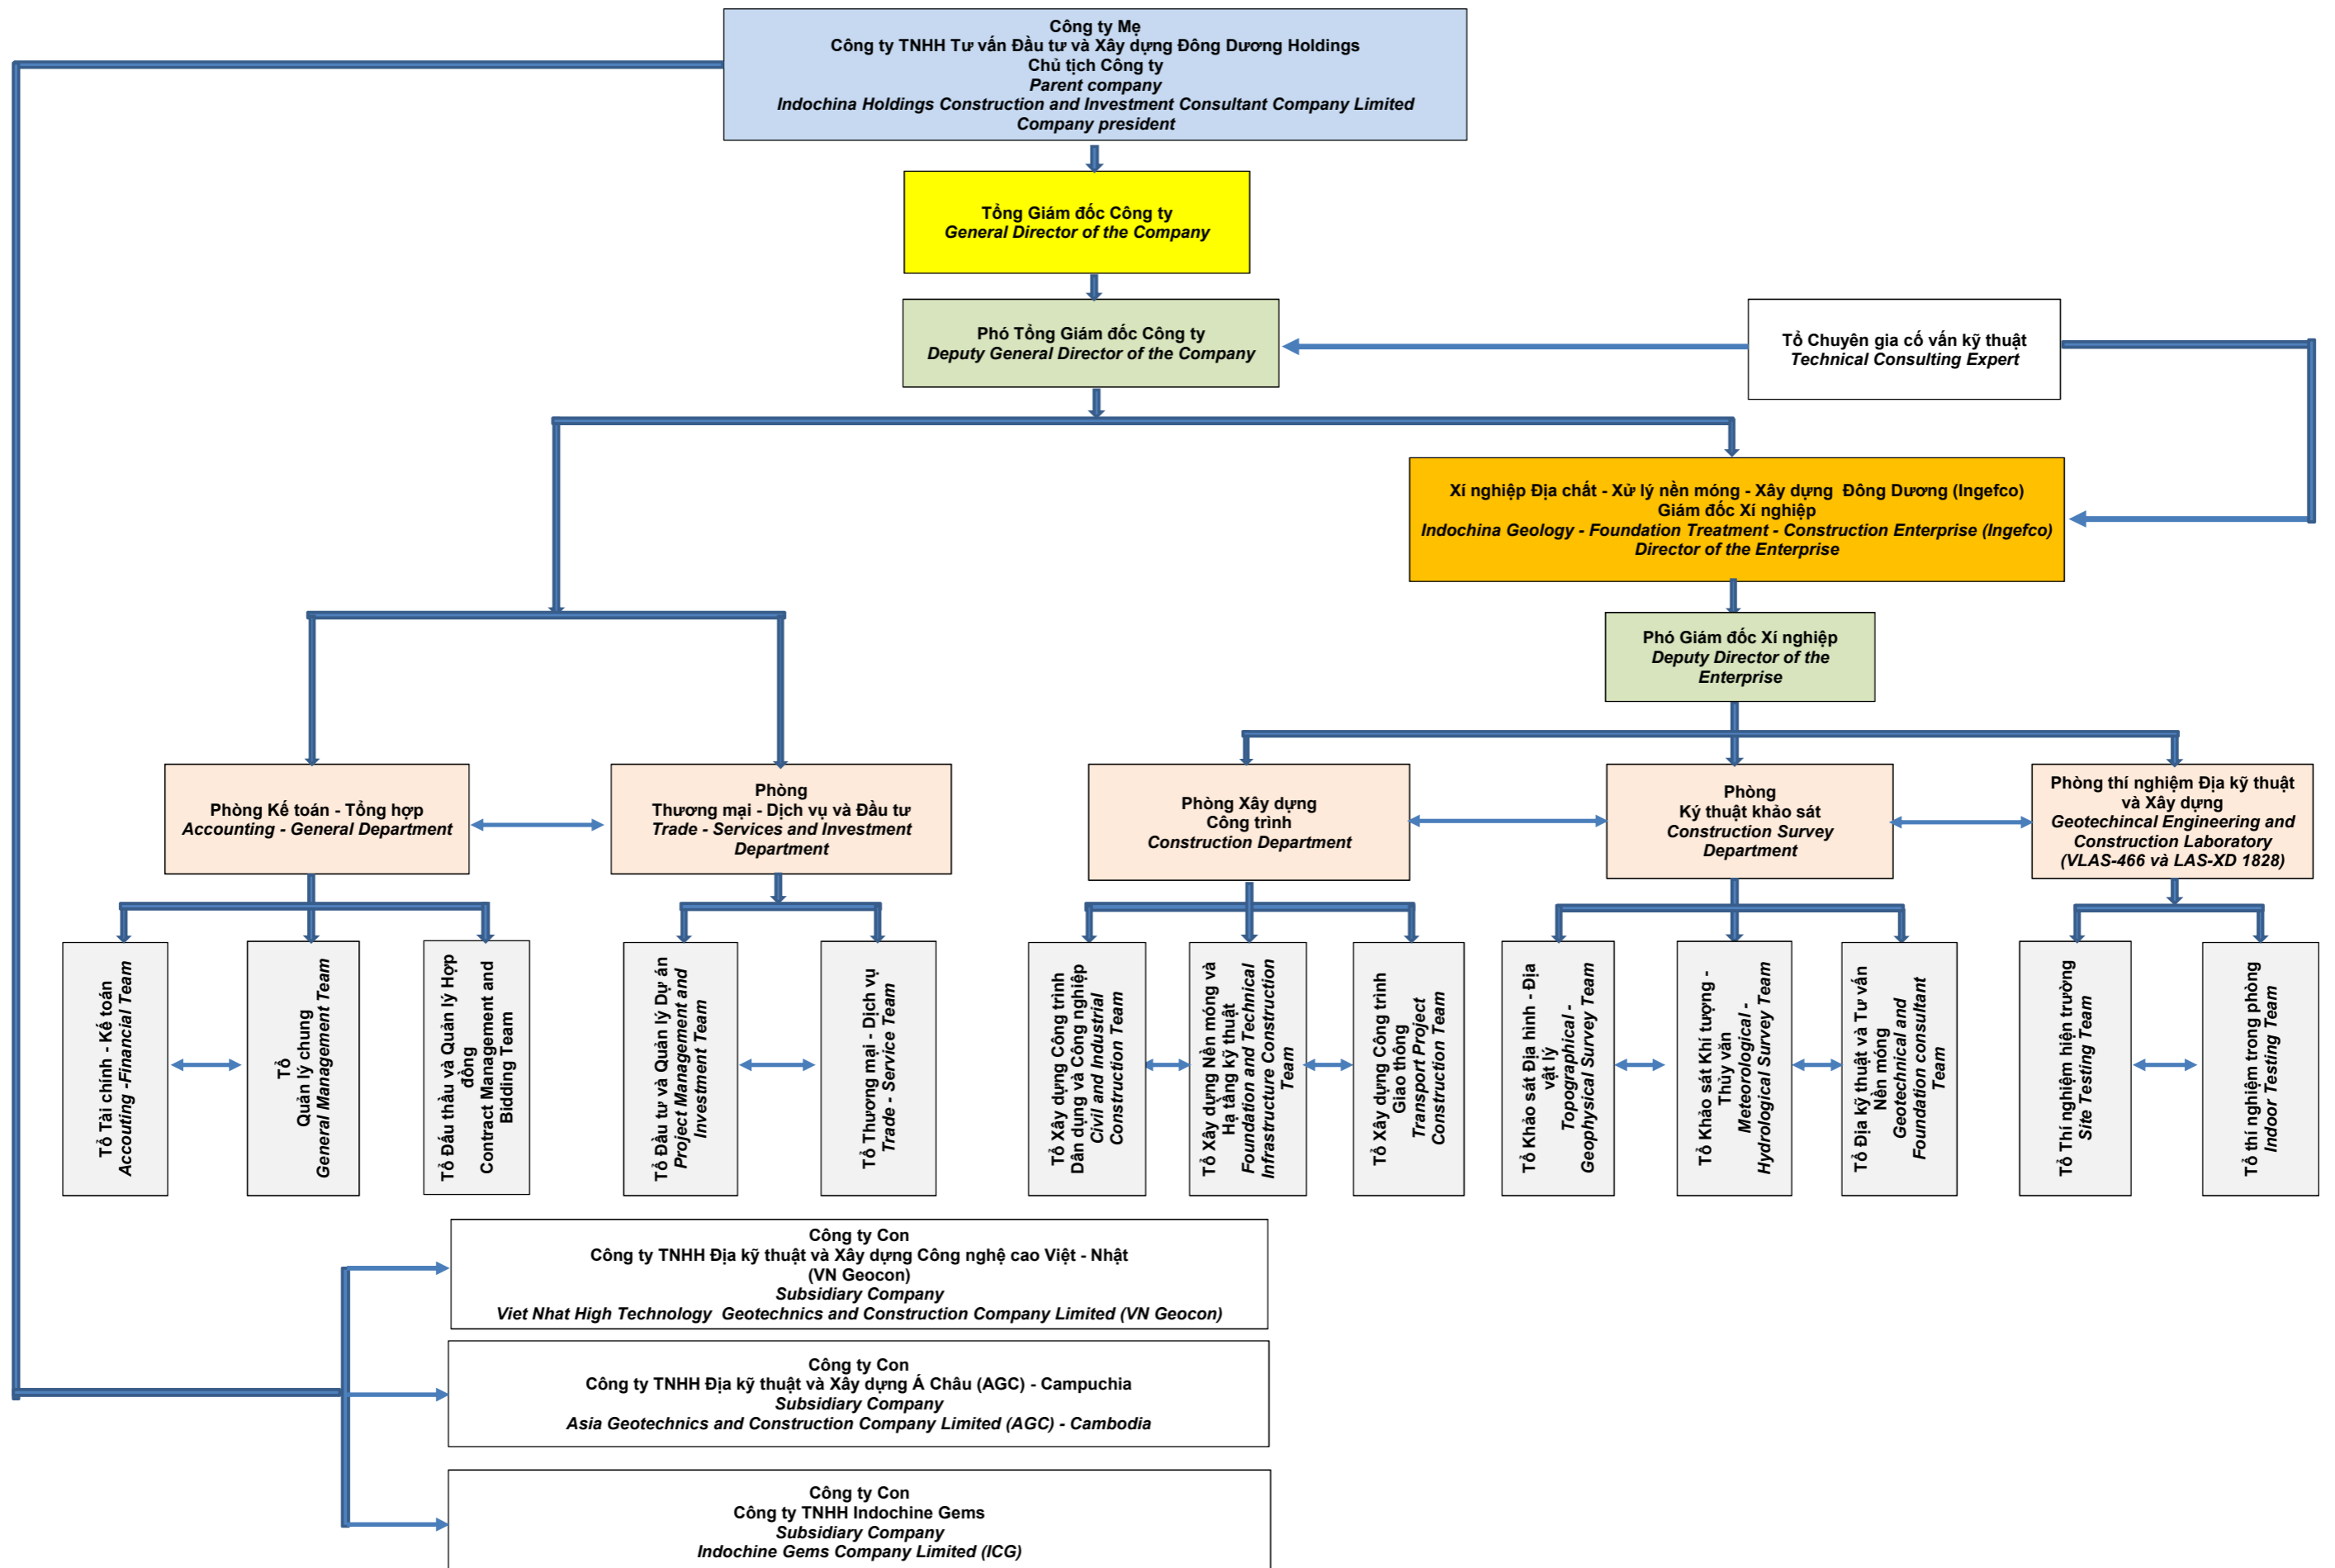 Công ty Mẹ
Công ty TNHH Tư vấn Đầu tư và Xây dựng Đông Dương Holdings
Chủ tịch Công ty
Parent company
Indochina Holdings Construction and Investment Consultant Company Limited
Company president
Tổng Giám đốc Công ty
General Director of the Company
Phó Tổng Giám đốc Công ty
Deputy General Director of the Company
Tổ Chuyên gia cố vấn kỹ thuật
Technical Consulting Expert
Xí nghiệp Địa chất - Xử lý nền móng - Xây dựng Đông Dương (Ingefco)
Giám đốc Xí nghiệp
Indochina Geology - Foundation Treatment - Construction Enterprise (Ingefco)
Director of the Enterprise
Phó Giám đốc Xí nghiệp
Deputy Director of the
Enterprise
Phòng Kế toán - Tổng hợp
Accounting - General Department
Phòng
Thương mại - Dịch vụ và Đầu tư
Trade - Services and Investment
Department
Phòng Xây dựng
Công trình
Construction Department
Phòng
Ký thuật khảo sát
Construction Survey
Department
Phòng thí nghiệm Địa kỹ thuật
và Xây dựng
Geotechincal Engineering and
Construction Laboratory
(VLAS-466 và LAS-XD 1828)
Tổ Tài chính - Kế toán
Accouting -Financial Team
Tổ
Quản lý chung
General Management Team
Tổ Đấu thầu và Quản lý Hợp
đồng
Contract Management and
Bidding Team
Tổ Đầu tư và Quản lý Dự án
Project Management and
Investment Team
Tổ Thương mại - Dịch vụ
Trade - Service Team
Tổ Xây dựng Công trình
Dân dụng và Công nghiệp
Civil and Industrial
Construction Team
Tổ Xây dựng Nền móng và
Hạ tầng kỹ thuật
Foundation and Technical
Infrastructure Construction
Team
Tổ Xây dựng Công trình
Giao thông
Transport Project
Construction Team
Tổ Khảo sát Địa hình - Địa
vật lý
Topographical -
Geophysical Survey Team
Tổ Khảo sát Khí tượng -
Thủy văn
Meteorological -
Hydrological Survey Team
Tổ Địa kỹ thuật và Tư vấn
Nền móng
Geotechnical and
Foundation consultant
Team
Tổ Thí nghiệm hiện trường
Site Testing Team
Tổ thí nghiệm trong phòng
Indoor Testing Team
Công ty Con
Công ty TNHH Địa kỹ thuật và Xây dựng Công nghệ cao Việt - Nhật
(VN Geocon)
Subsidiary Company
Viet Nhat High Technology Geotechnics and Construction Company Limited (VN Geocon)
Công ty Con
Công ty TNHH Địa kỹ thuật và Xây dựng Á Châu (AGC) - Campuchia
Subsidiary Company
Asia Geotechnics and Construction Company Limited (AGC) - Cambodia
Công ty Con
Công ty TNHH Indochine Gems
Subsidiary Company
Indochine Gems Company Limited (ICG)